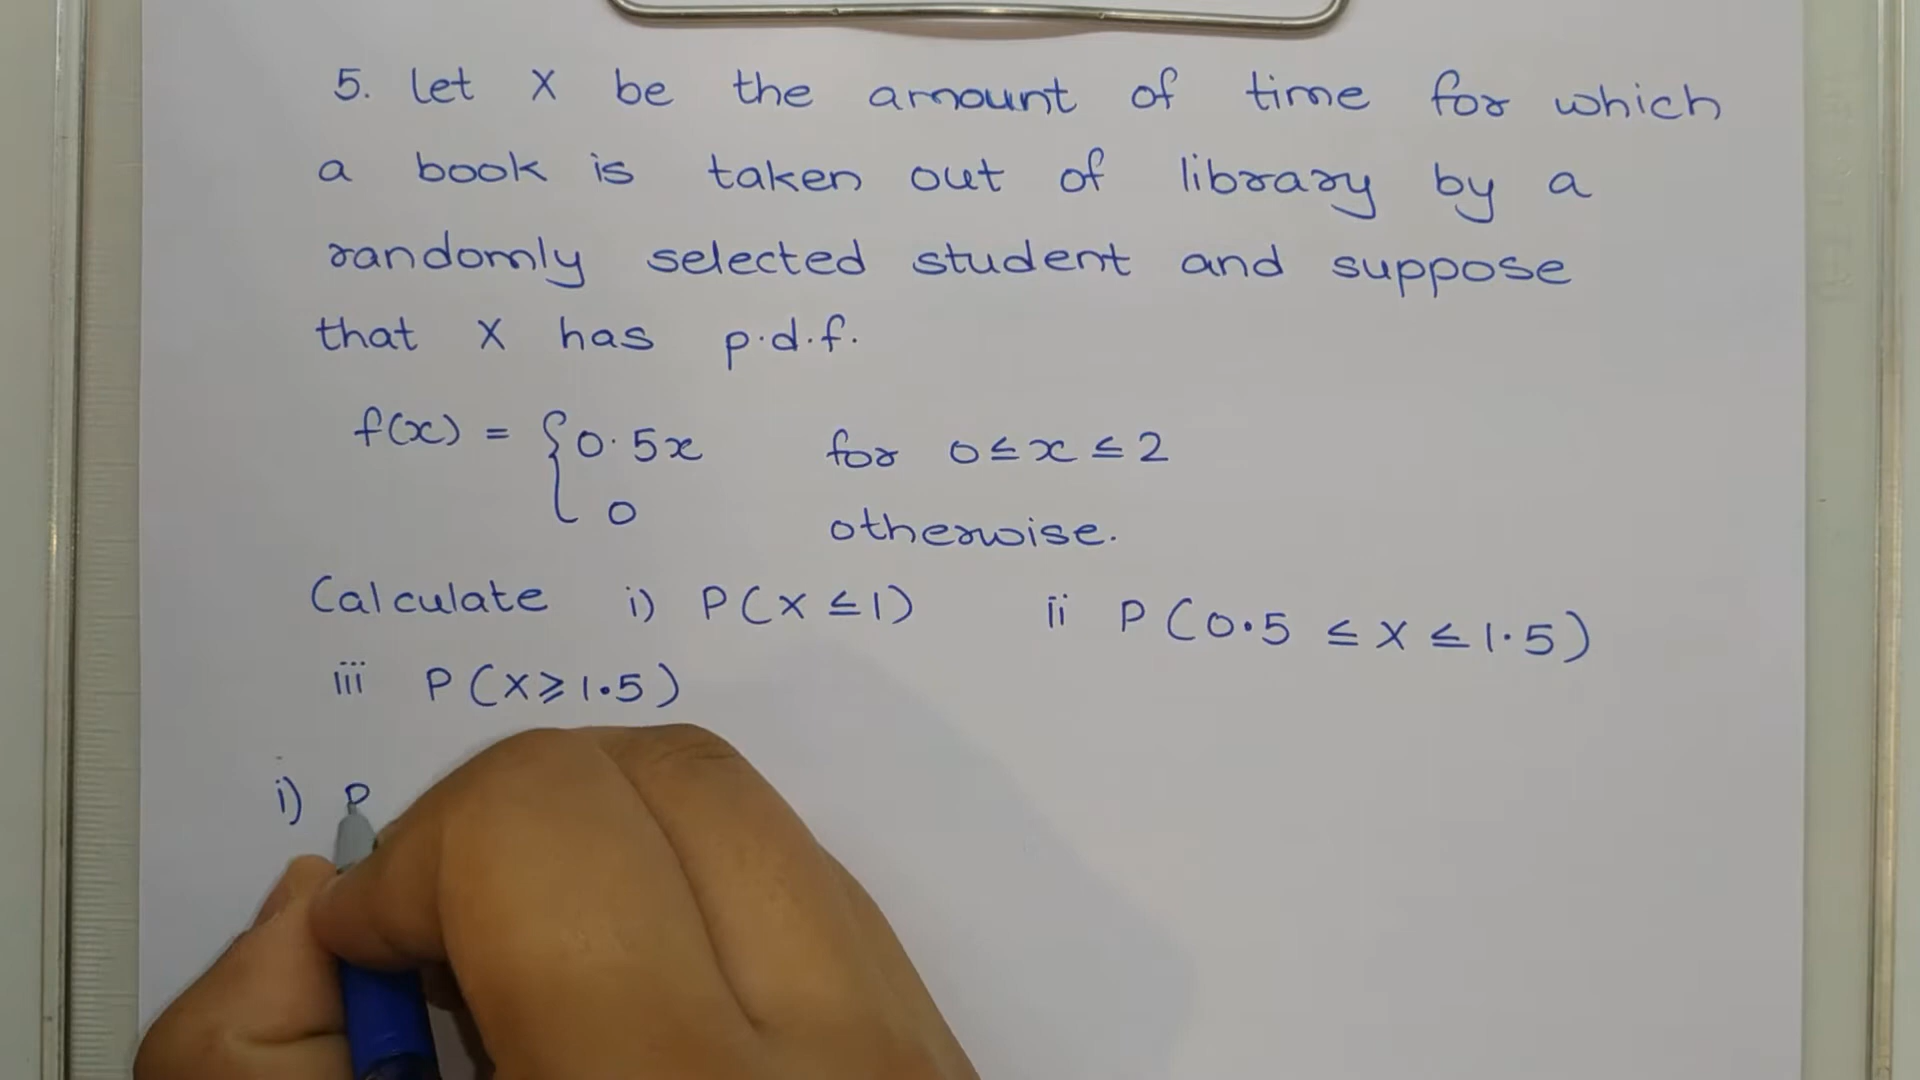 5. Let X be the amount of time for which
a book is taken out of library by a
randomly selected student and suppose
that X has p.d.f.
f(x) = { 0.5x for 0 ≤ x ≤ 2
0 otherwise.
Calculate i) P(X ≤ 1) ii P(0.5 ≤ X ≤ 1.5)
iii P(X ≥ 1.5)
i) P